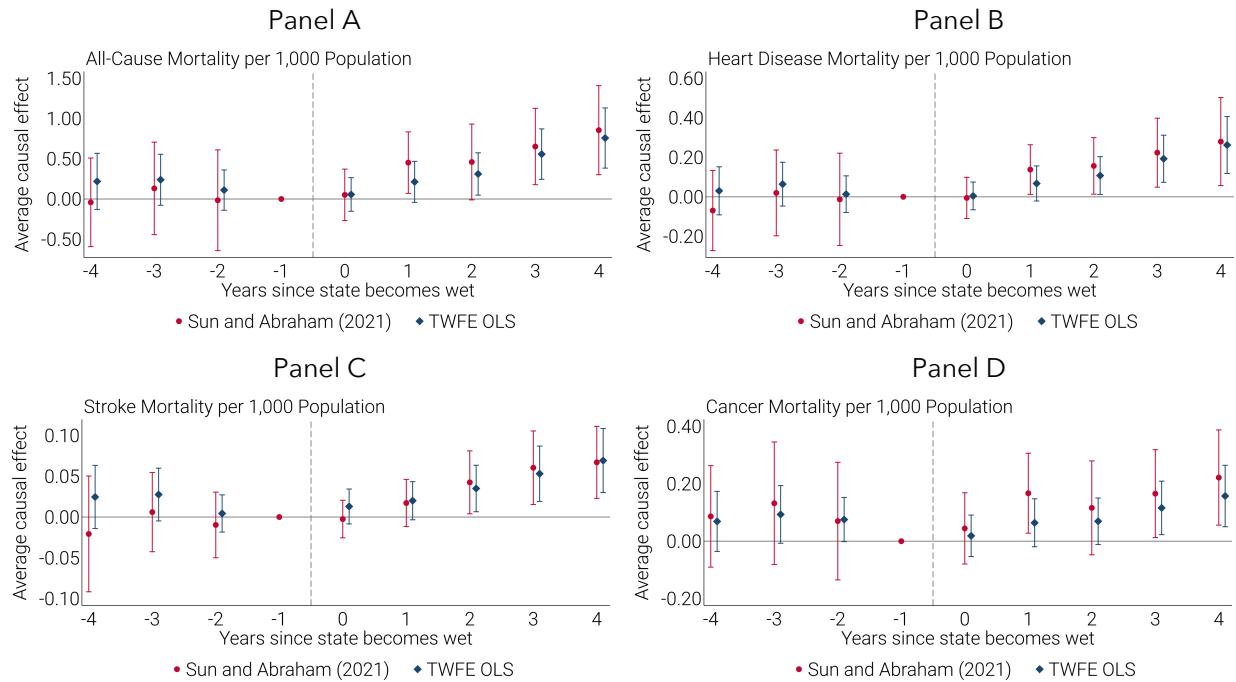 Panel A
All-Cause Mortality per 1,000 Population
Average causal effect
1.50
1.00
0.50
0.00
-0.50
-4 -3 -2 -1 0 1 2 3 4
Years since state becomes wet
Sun and Abraham (2021) TWFE OLS
Panel B
Heart Disease Mortality per 1,000 Population
Average causal effect
0.60
0.40
0.20
0.00
-0.20
-4 -3 -2 -1 0 1 2 3 4
Years since state becomes wet
Sun and Abraham (2021) TWFE OLS
Panel C
Stroke Mortality per 1,000 Population
Average causal effect
0.10
0.05
0.00
-0.05
-0.10
-4 -3 -2 -1 0 1 2 3 4
Years since state becomes wet
Sun and Abraham (2021) TWFE OLS
Panel D
Cancer Mortality per 1,000 Population
Average causal effect
0.40
0.20
0.00
-0.20
-4 -3 -2 -1 0 1 2 3 4
Years since state becomes wet
Sun and Abraham (2021) TWFE OLS